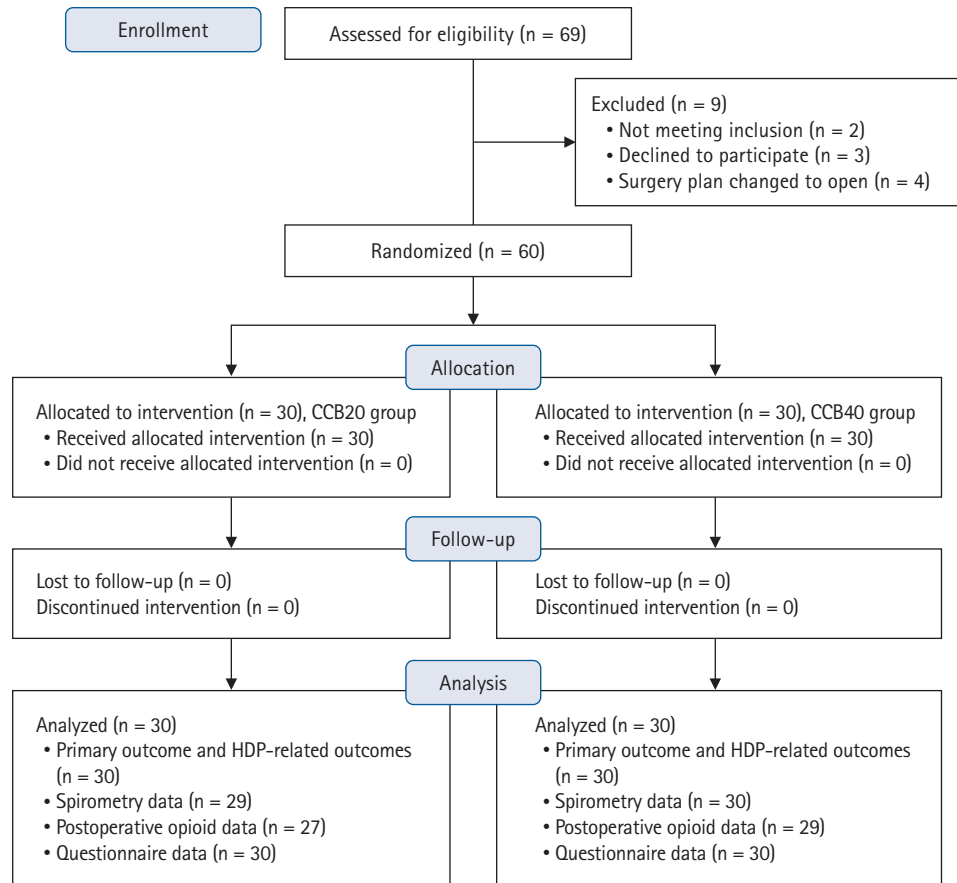 Enrollment
Assessed for eligibility (n = 69)
Excluded (n = 9)
• Not meeting inclusion (n = 2)
• Declined to participate (n = 3)
• Surgery plan changed to open (n = 4)
Randomized (n = 60)
Allocation
Allocated to intervention (n = 30), CCB20 group
• Received allocated intervention (n = 30)
• Did not receive allocated intervention (n = 0)
Allocated to intervention (n = 30), CCB40 group
• Received allocated intervention (n = 30)
• Did not receive allocated intervention (n = 0)
Follow-up
Lost to follow-up (n = 0)
Discontinued intervention (n = 0)
Lost to follow-up (n = 0)
Discontinued intervention (n = 0)
Analysis
Analyzed (n = 30)
• Primary outcome and HDP-related outcomes
(n = 30)
• Spirometry data (n = 29)
• Postoperative opioid data (n = 27)
• Questionnaire data (n = 30)
Analyzed (n = 30)
• Primary outcome and HDP-related outcomes
(n = 30)
• Spirometry data (n = 30)
• Postoperative opioid data (n = 29)
• Questionnaire data (n = 30)